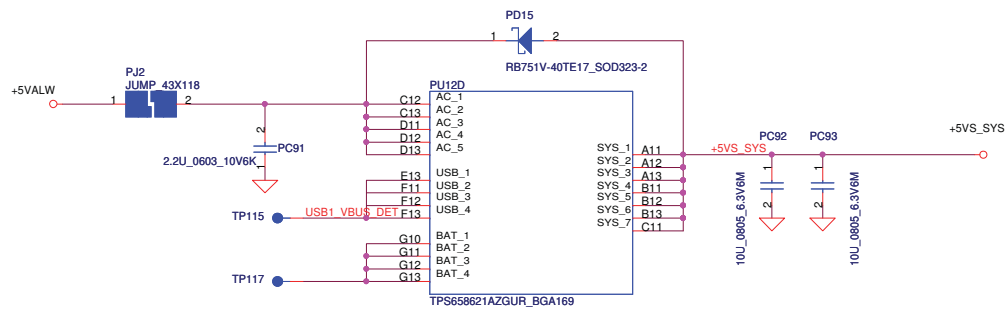 PD15
1 2
RB751V-40TE17_SOD323-2
PJ2
JUMP_43X118
+5VALW
1 2
2
PC91
2.2U_0603_10V6K
1
PU12D
C12 AC_1
C13 AC_2
D11 AC_3
D12 AC_4
D13 AC_5
E13 USB_1
F11 USB_2
F12 USB_3
F13 USB_4
TP115
USB1_VBUS_DET
G10 BAT_1
G11 BAT_2
G12 BAT_3
G13 BAT_4
TP117
SYS_1 A11
SYS_2 A12
SYS_3 A13
SYS_4 B11
SYS_5 B12
SYS_6 B13
SYS_7 C11
TPS658621AZGUR_BGA169
+5VS_SYS
PC92
1
2
10U_0805_6.3V6M
PC93
1
2
10U_0805_6.3V6M
+5VS_SYS